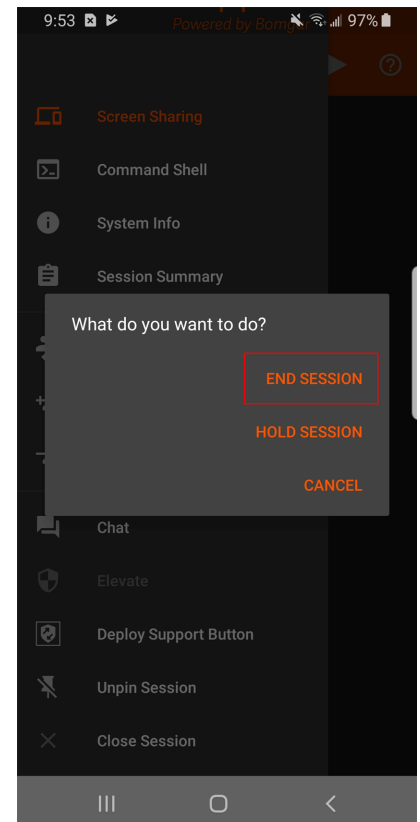 9:53
97%
Powered by Bomgar
Screen Sharing
Command Shell
System Info
Session Summary
What do you want to do?
END SESSION
HOLD SESSION
CANCEL
Chat
Elevate
Deploy Support Button
Unpin Session
Close Session